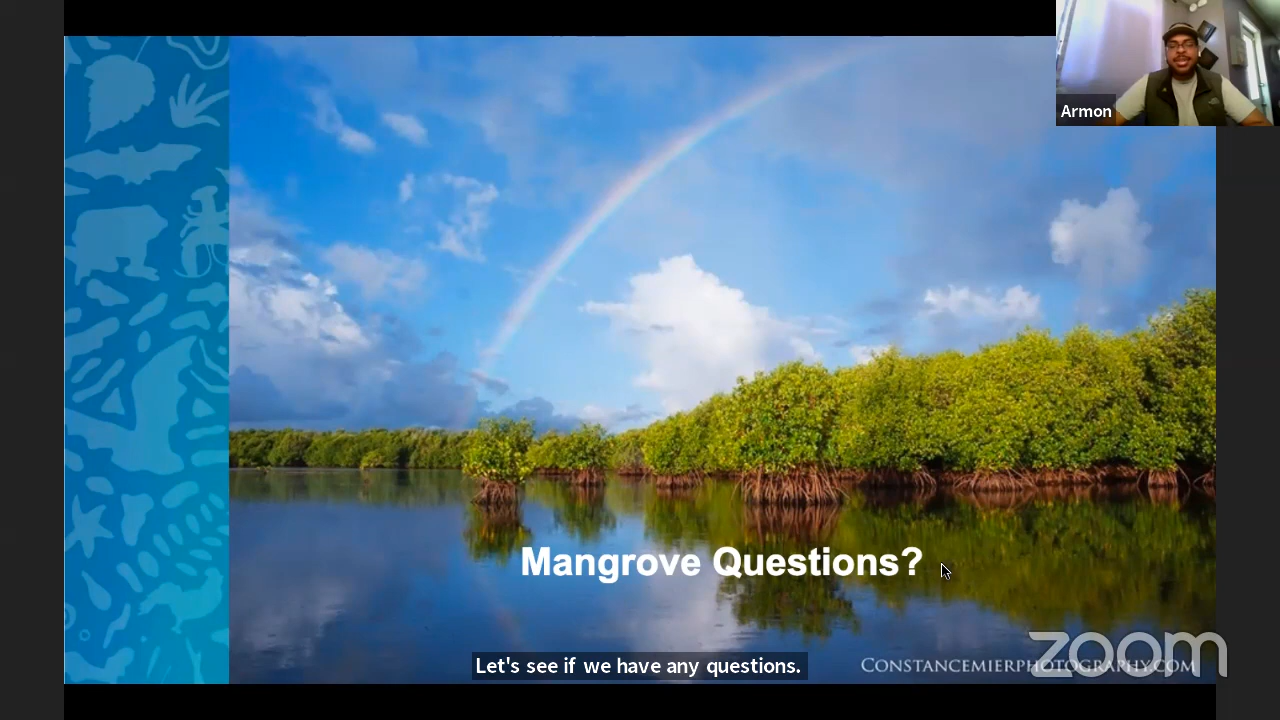 Armon
Mangrove Questions?
Let's see if we have any questions.
CONSTANCEMIERPHOTOGRAPHY.COM
zoom